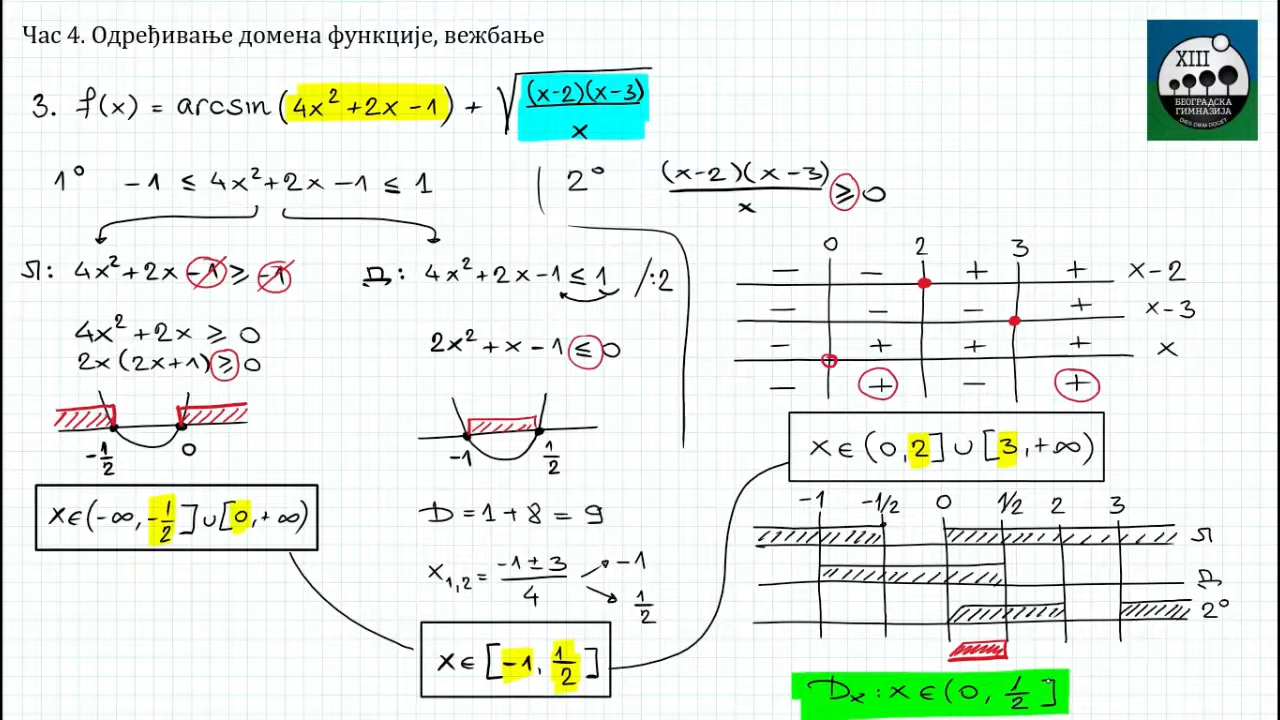 Час 4. Одређивање домена функције, вежбање
XIII
БЕОГРАДСКА
ГИМНАЗИЈА
DIES DIEM DOCET
3. f(x) = arcsin(4x²+2x-1) + √((x-2)(x-3)/x)
1° -1 ≤ 4x²+2x-1 ≤ 1
Л: 4x²+2x-1 ≥ -1
4x²+2x ≥ 0
2x(2x+1) ≥ 0
-1/2 0
x∈(-∞, -1/2]∪[0, +∞)
Д: 4x²+2x-1 ≤ 1 /:2
2x²+x-1 ≤ 0
-1 1/2
D = 1+8 = 9
x₁,₂ = (-1±3)/4 -1
1/2
x∈[-1, 1/2]
2° (x-2)(x-3)/x ≥ 0
0 2 3
- - + + x-2
- - - + x-3
- + + + x
- + - +
x∈(0, 2]∪[3, +∞)
-1 -1/2 0 1/2 2 3
Л
Д
2°
Dx: x∈(0, 1/2]